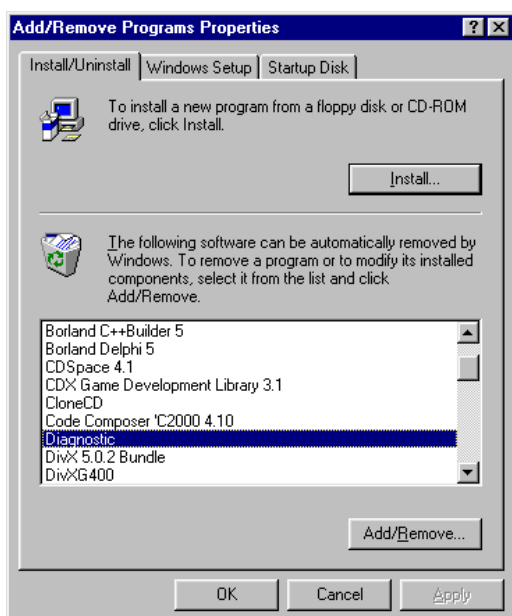 Add/Remove Programs Properties
Install/Uninstall
Windows Setup
Startup Disk
To install a new program from a floppy disk or CD-ROM
drive, click Install.
Install...
The following software can be automatically removed by
Windows. To remove a program or to modify its installed
components, select it from the list and click
Add/Remove.
Borland C++Builder 5
Borland Delphi 5
CDSpace 4.1
CDX Game Development Library 3.1
CloneCD
Code Composer 'C2000 4.10
Diagnostic
DivX 5.0.2 Bundle
DivXG400
Add/Remove...
OK
Cancel
Apply